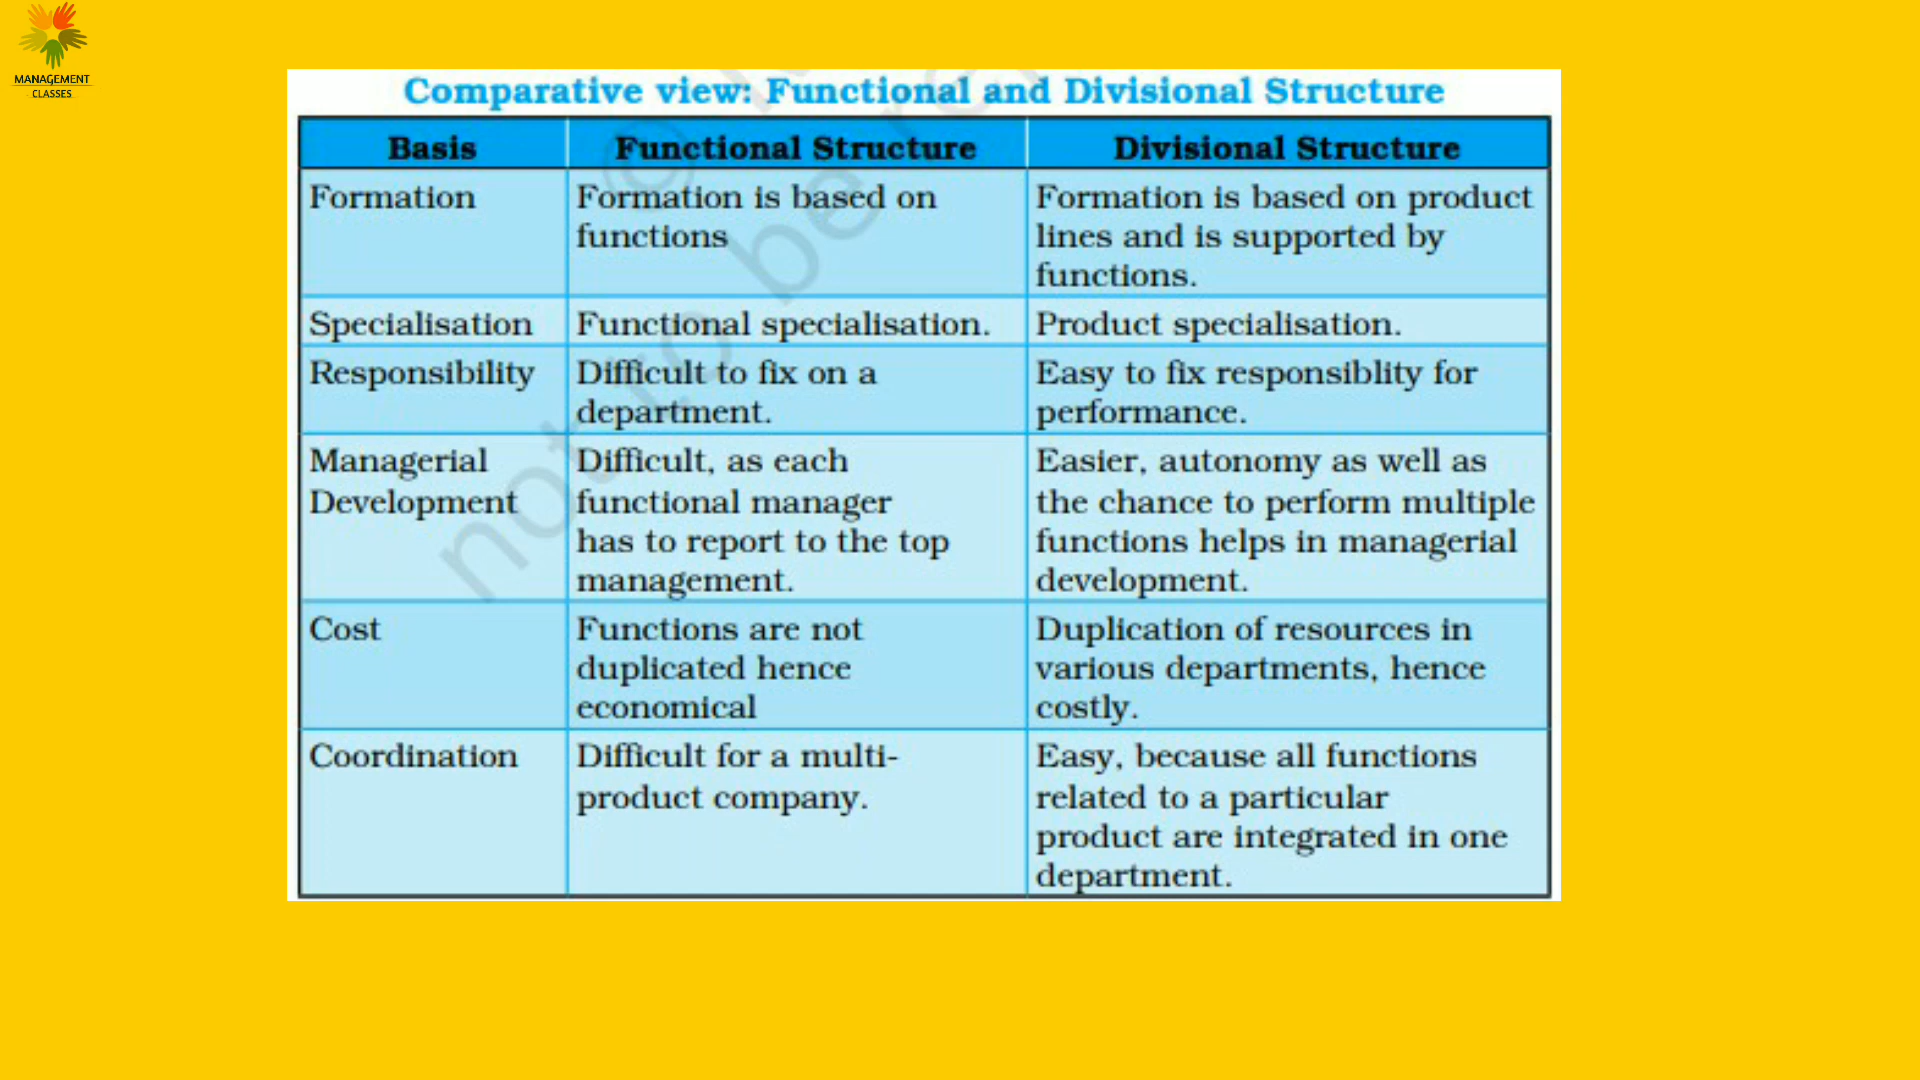 MANAGEMENT
CLASSES
Comparative view: Functional and Divisional Structure
Basis
Functional Structure
Divisional Structure
Formation
Formation is based on
functions
Formation is based on product
lines and is supported by
functions.
Specialisation
Functional specialisation.
Product specialisation.
Responsibility
Difficult to fix on a
department.
Easy to fix responsiblity for
performance.
Managerial
Development
Difficult, as each
functional manager
has to report to the top
management.
Easier, autonomy as well as
the chance to perform multiple
functions helps in managerial
development.
Cost
Functions are not
duplicated hence
economical
Duplication of resources in
various departments, hence
costly.
Coordination
Difficult for a multi-
product company.
Easy, because all functions
related to a particular
product are integrated in one
department.
not to be re